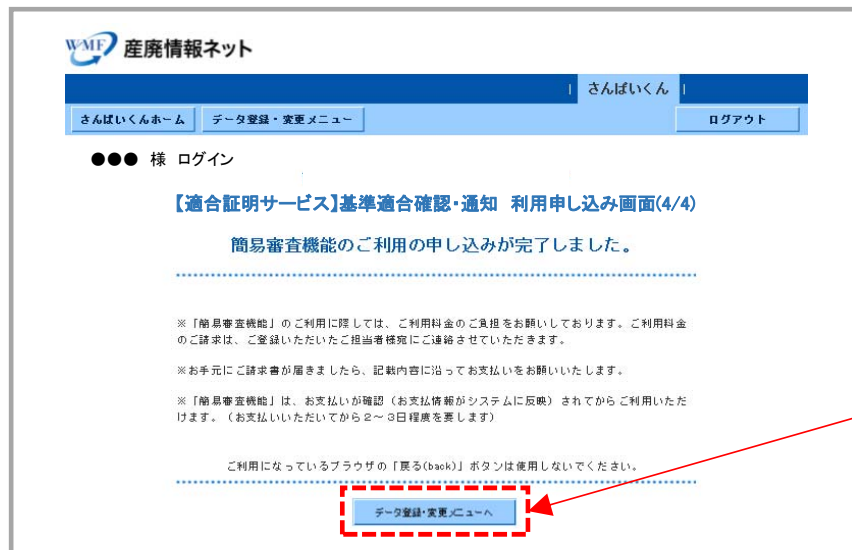 WMF 産廃情報ネット
| さんぱいくん |
さんぱいくんホーム データ登録・変更メニュー ログアウト
●●● 様 ログイン
【適合証明サービス】基準適合確認・通知 利用申し込み画面(4/4)
簡易審査機能のご利用の申し込みが完了しました。
※「簡易審査機能」のご利用に際しては、ご利用料金のご負担をお願いしております。ご利用料金
のご請求は、ご登録いただいたご担当者様宛にご連絡させていただきます。
※お手元にご請求書が届きましたら、記載内容に沿ってお支払いをお願いいたします。
※「簡易審査機能」は、お支払いが確認（お支払情報がシステムに反映）されてからご利用いただ
けます。（お支払いいただいてから２～３日程度を要します）
ご利用になっているブラウザの「戻る(back)」ボタンは使用しないでください。
データ登録・変更メニューへ